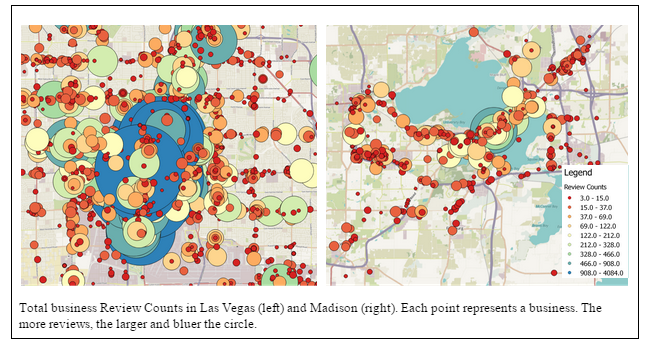 Legend
Review Counts
3.0 - 15.0
15.0 - 37.0
37.0 - 69.0
69.0 - 122.0
122.0 - 212.0
212.0 - 328.0
328.0 - 466.0
466.0 - 908.0
908.0 - 4084.0
Total business Review Counts in Las Vegas (left) and Madison (right). Each point represents a business. The
more reviews, the larger and bluer the circle.